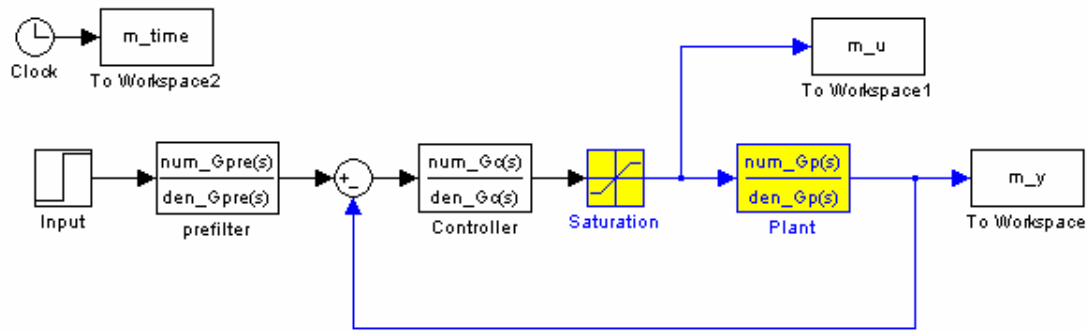 m_time
Clock
To Workspace2
m_u
To Workspace1
Input
num_Gpre(s)
den_Gpre(s)
prefilter
+
-
num_Gc(s)
den_Gc(s)
Controller
Saturation
num_Gp(s)
den_Gp(s)
Plant
m_y
To Workspace